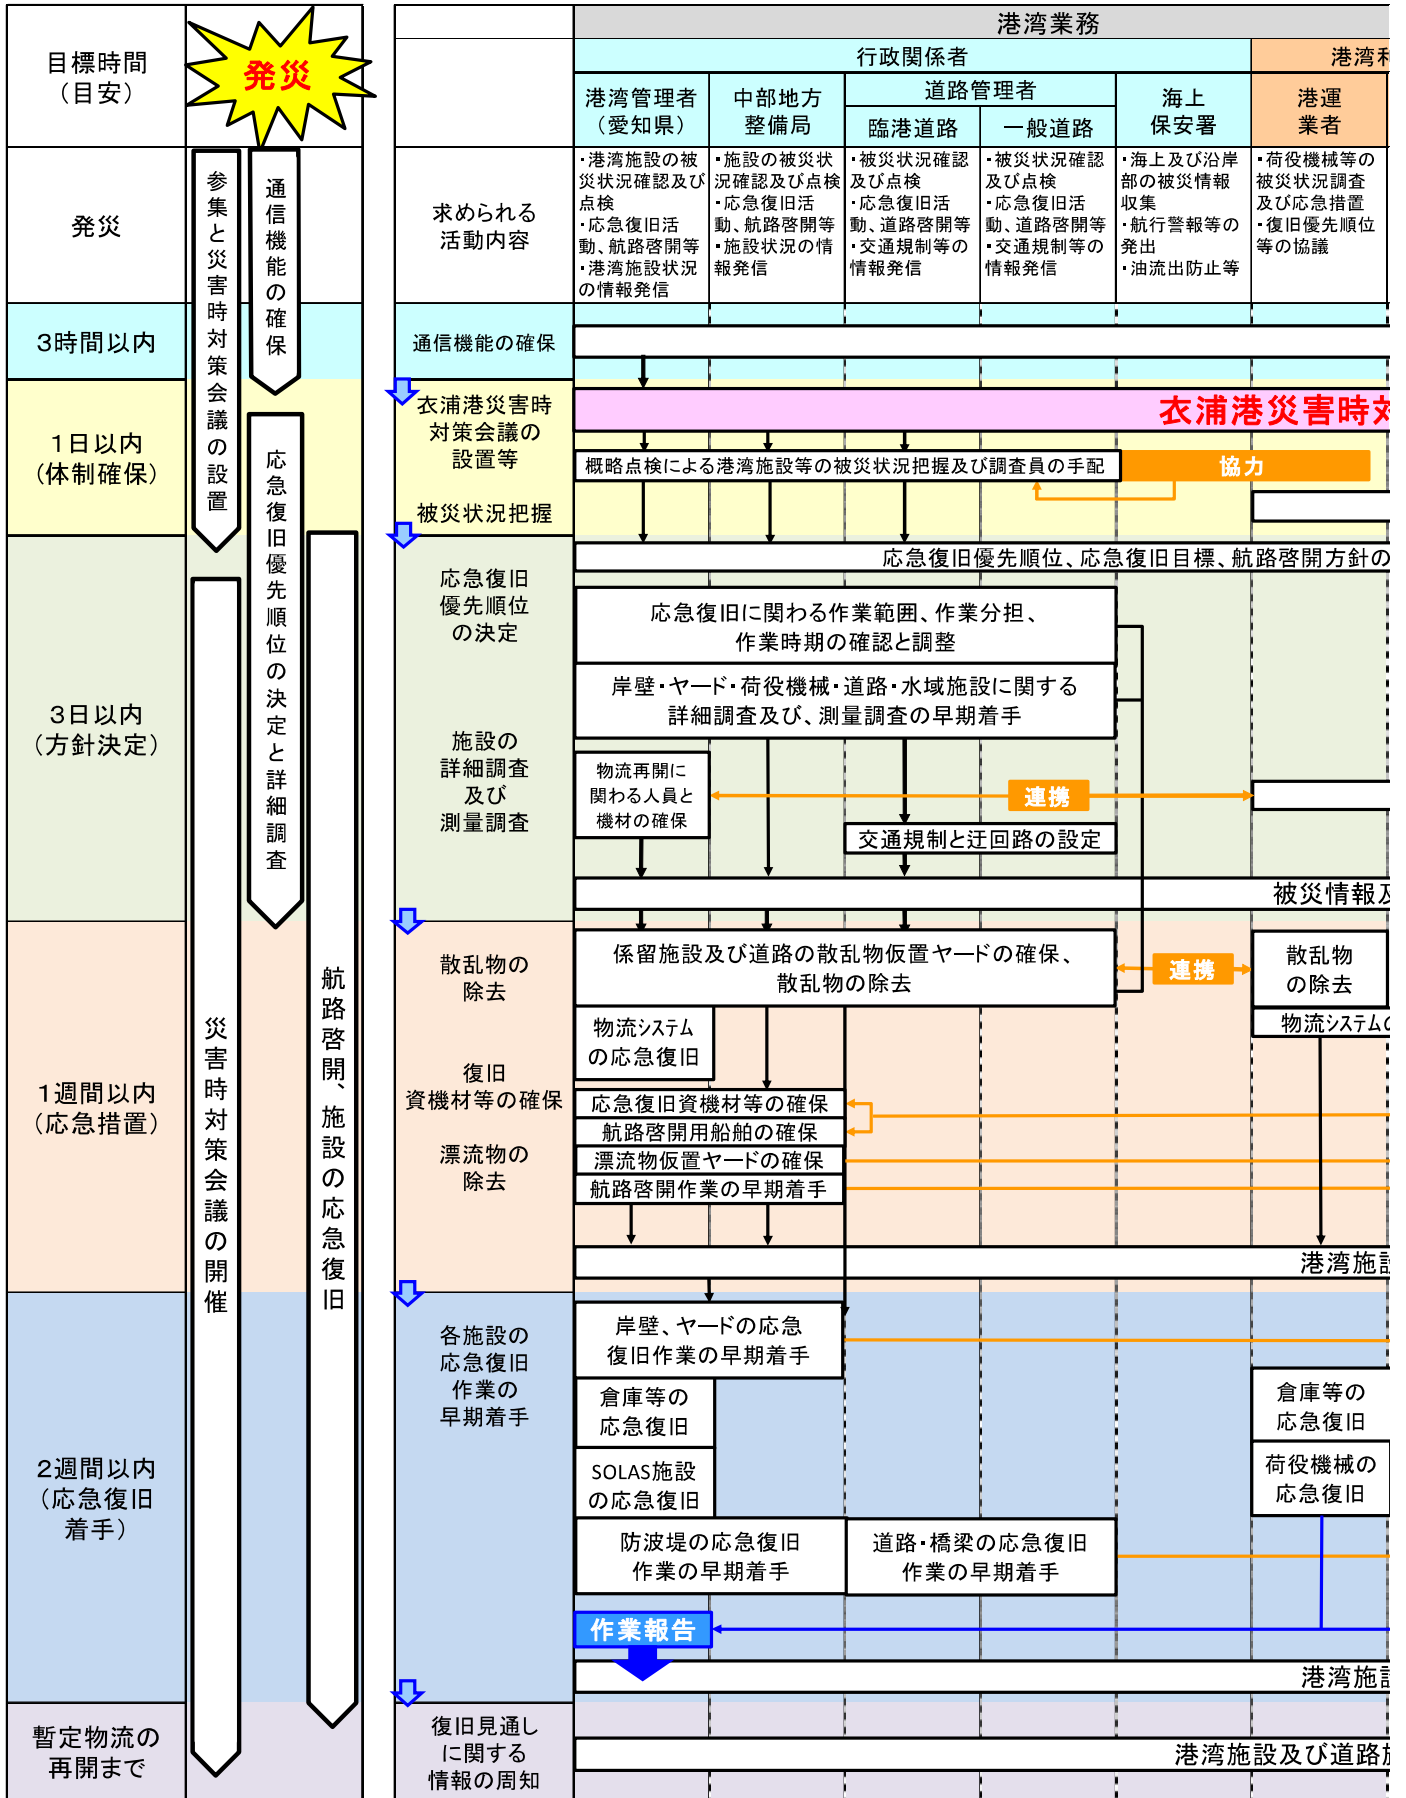 目標時間
（目安）
発災
港湾業務
行政関係者
港湾利
港湾管理者
（愛知県）
中部地方
整備局
道路管理者
臨港道路
一般道路
海上
保安署
港運
業者
発災
参集と災害時対策会議の設置
通信機能の確保
求められる
活動内容
・港湾施設の被
災状況確認及び
点検
・応急復旧活
動、航路啓開等
・港湾施設状況
の情報発信
・施設の被災状
況確認及び点検
・応急復旧活
動、航路啓開等
・施設状況の情
報発信
・被災状況確認
及び点検
・応急復旧活
動、道路啓開等
・交通規制等の
情報発信
・被災状況確認
及び点検
・応急復旧活
動、道路啓開等
・交通規制等の
情報発信
・海上及び沿岸
部の被災情報
収集
・航行警報等の
発出
・油流出防止等
・荷役機械等の
被災状況調査
及び応急措置
・復旧優先順位
等の協議
3時間以内
通信機能の確保
1日以内
（体制確保）
応急復旧優先順位の決定と詳細調査
衣浦港災害時
対策会議の
設置等
衣浦港災害時対
概略点検による港湾施設等の被災状況把握及び調査員の手配
協力
被災状況把握
航路啓開、施設の応急復旧
応急復旧優先順位、応急復旧目標、航路啓開方針の
災害時対策会議の開催
3日以内
（方針決定）
応急復旧
優先順位
の決定
応急復旧に関わる作業範囲、作業分担、
作業時期の確認と調整
岸壁・ヤード・荷役機械・道路・水域施設に関する
詳細調査及び、測量調査の早期着手
施設の
詳細調査
及び
測量調査
物流再開に
関わる人員と
機材の確保
連携
交通規制と迂回路の設定
被災情報及
1週間以内
（応急措置）
散乱物の
除去
係留施設及び道路の散乱物仮置ヤードの確保、
散乱物の除去
連携
散乱物
の除去
物流システム
の応急復旧
物流システムの
復旧
資機材等の確保
応急復旧資機材等の確保
航路啓開用船舶の確保
漂流物の
除去
漂流物仮置ヤードの確保
航路啓開作業の早期着手
港湾施設
2週間以内
（応急復旧
着手）
各施設の
応急復旧
作業の
早期着手
岸壁、ヤードの応急
復旧作業の早期着手
倉庫等の
応急復旧
倉庫等の
応急復旧
SOLAS施設
の応急復旧
荷役機械の
応急復旧
防波堤の応急復旧
作業の早期着手
道路・橋梁の応急復旧
作業の早期着手
作業報告
港湾施設
暫定物流の
再開まで
復旧見通し
に関する
情報の周知
港湾施設及び道路施